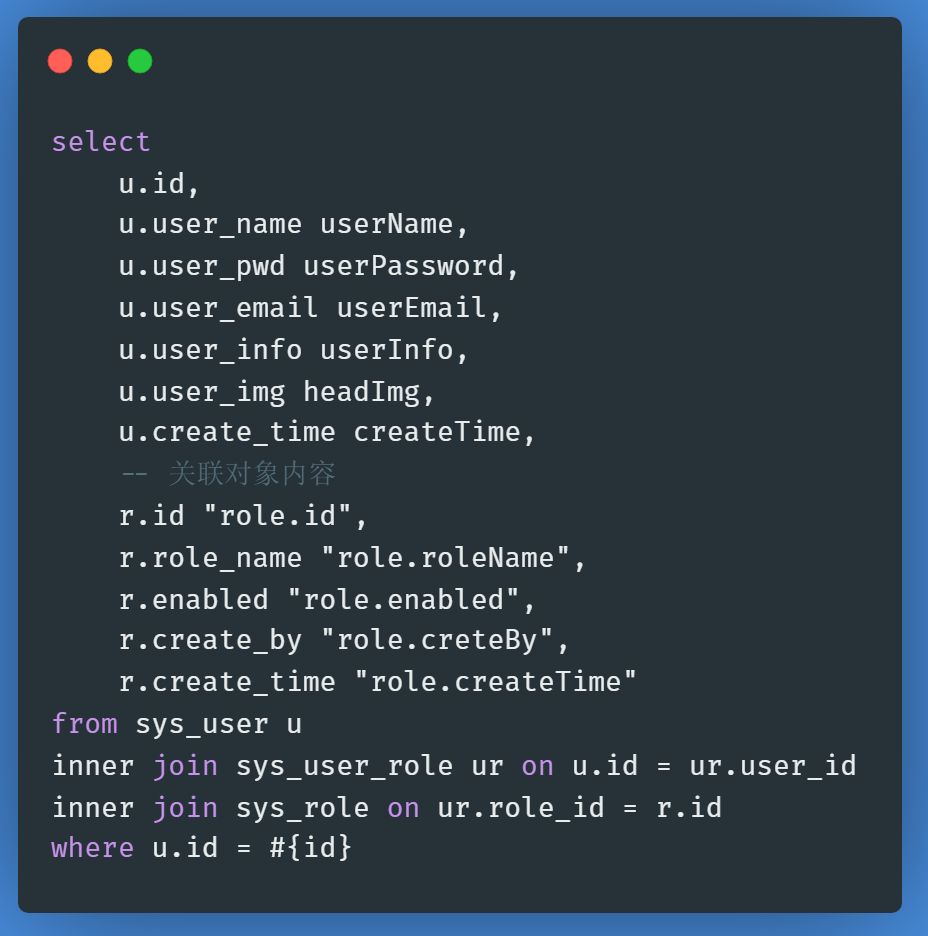 select
    u.id,
    u.user_name userName,
    u.user_pwd userPassword,
    u.user_email userEmail,
    u.user_info userInfo,
    u.user_img headImg,
    u.create_time createTime,
    -- 关联对象内容
    r.id "role.id",
    r.role_name "role.roleName",
    r.enabled "role.enabled",
    r.create_by "role.creteBy",
    r.create_time "role.createTime"
from sys_user u
inner join sys_user_role ur on u.id = ur.user_id
inner join sys_role on ur.role_id = r.id
where u.id = #{id}